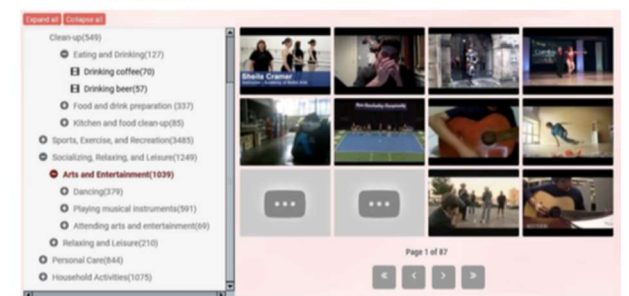 Expand all Collapse all
Clean-up(549)
Eating and Drinking(127)
Drinking coffee(70)
Drinking beer(57)
Food and drink preparation (337)
Kitchen and food clean-up(85)
Sports, Exercise, and Recreation(3485)
Socializing, Relaxing, and Leisure(1249)
Arts and Entertainment(1039)
Dancing(379)
Playing musical instruments(591)
Attending arts and entertainment(69)
Relaxing and Leisure(210)
Personal Care(844)
Household Activities(1075)
Sheila Cramer
Page 1 of 87